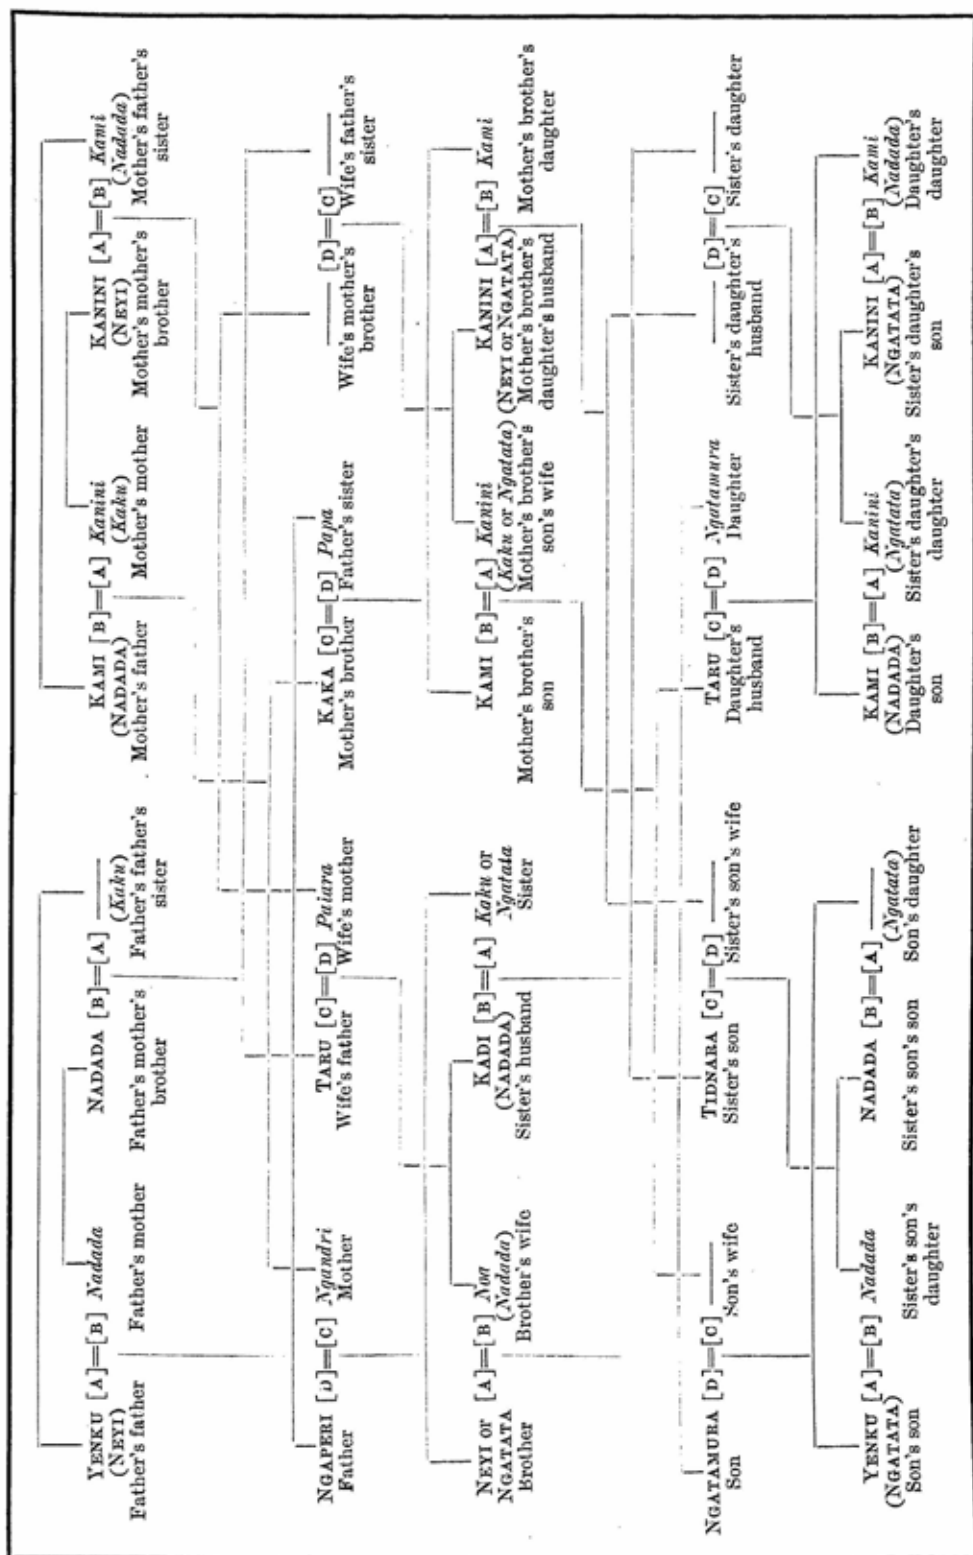 YENKU [A]==[B] Nadada NADADA [B]==[A] KAMI [B]==[A] Kanini KANINI [A]==[B] Kami
(NEYI) (Kaku) (NADADA) (Kaku) (NEYI) (Nadada)
Father's father Father's mother Father's mother's Father's father's Mother's father Mother's mother Mother's mother's Mother's father's
brother sister brother sister
NGAPERI [D]==[C] Ngandri TARU [C]==[D] Paiara KAKA [C]==[D] Papa [D]==[C]
Father Mother Wife's father Wife's mother Mother's brother Father's sister Wife's mother's Wife's father's
brother sister
NEYI or [A]==[B] Noa KADI [B]==[A] Kaku or KAMI [B]==[A] Kanini KANINI [A]==[B] Kami
NGATATA (Nadada) (NADADA) Ngatata (Kaku or Ngatata) (NEYI or NGATATA)
Brother Brother's wife Sister's husband Sister Mother's brother's Mother's brother's Mother's brother's Mother's brother's
son son's wife daughter's husband daughter
NGATAMURA [D]==[C] TIDNARA [C]==[D] TARU [C]==[D] Ngatamura [D]==[C]
Son Son's wife Sister's son Sister's son's wife Daughter's Daughter Sister's daughter's Sister's daughter
husband husband
YENKU [A]==[B] Nadada NADADA [B]==[A] KAMI [B]==[A] Kanini KANINI [A]==[B] Kami
(NGATATA) (Ngatata) (NADADA) (Ngatata) (NGATATA) (Nadada)
Son's son Sister's son's Sister's son's son Son's daughter Daughter's Sister's daughter's Sister's daughter's Daughter's
daughter son daughter son daughter